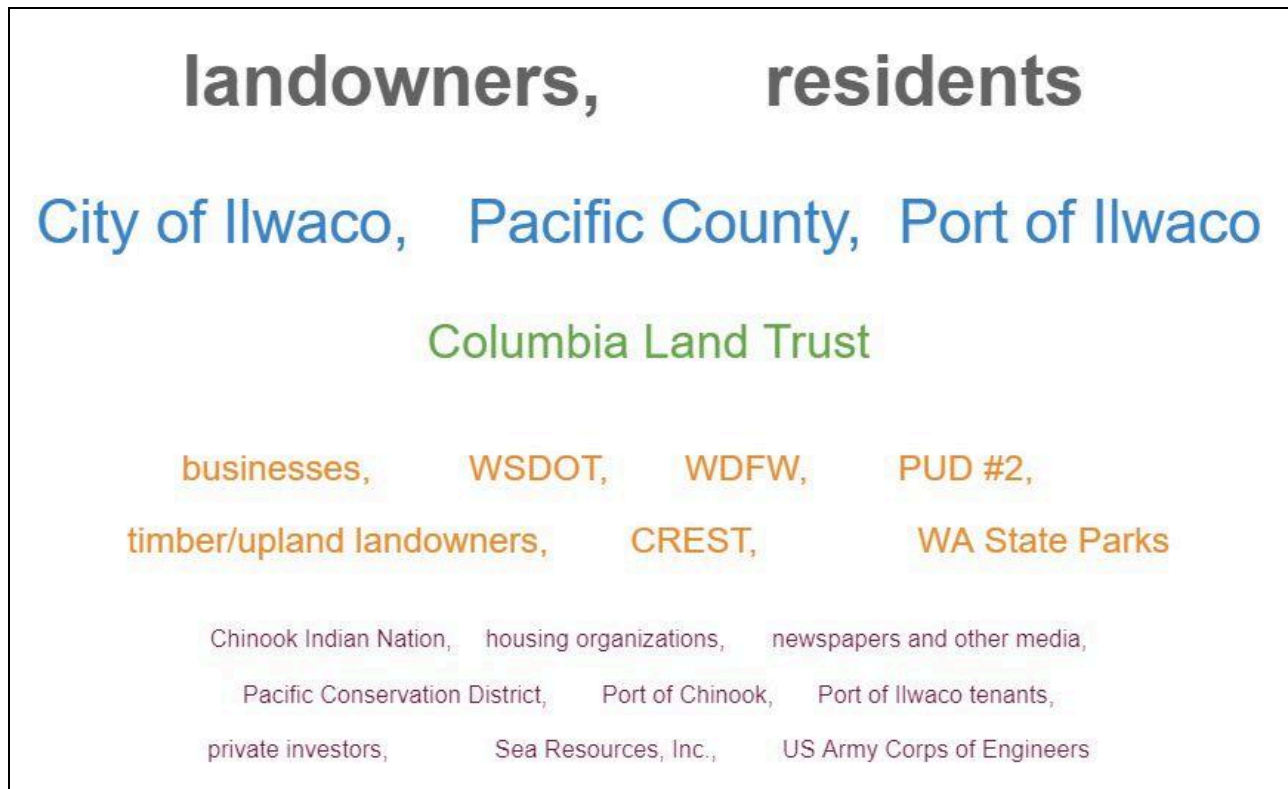 landowners, residents
City of Ilwaco, Pacific County, Port of Ilwaco
Columbia Land Trust
businesses, WSDOT, WDFW, PUD #2,
timber/upland landowners, CREST, WA State Parks
Chinook Indian Nation, housing organizations, newspapers and other media,
Pacific Conservation District, Port of Chinook, Port of Ilwaco tenants,
private investors, Sea Resources, Inc., US Army Corps of Engineers